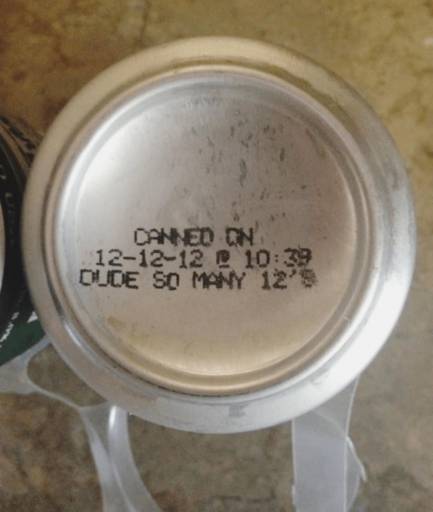 CANNED ON
12-12-12 @ 10:39
DUDE SO MANY 12'S